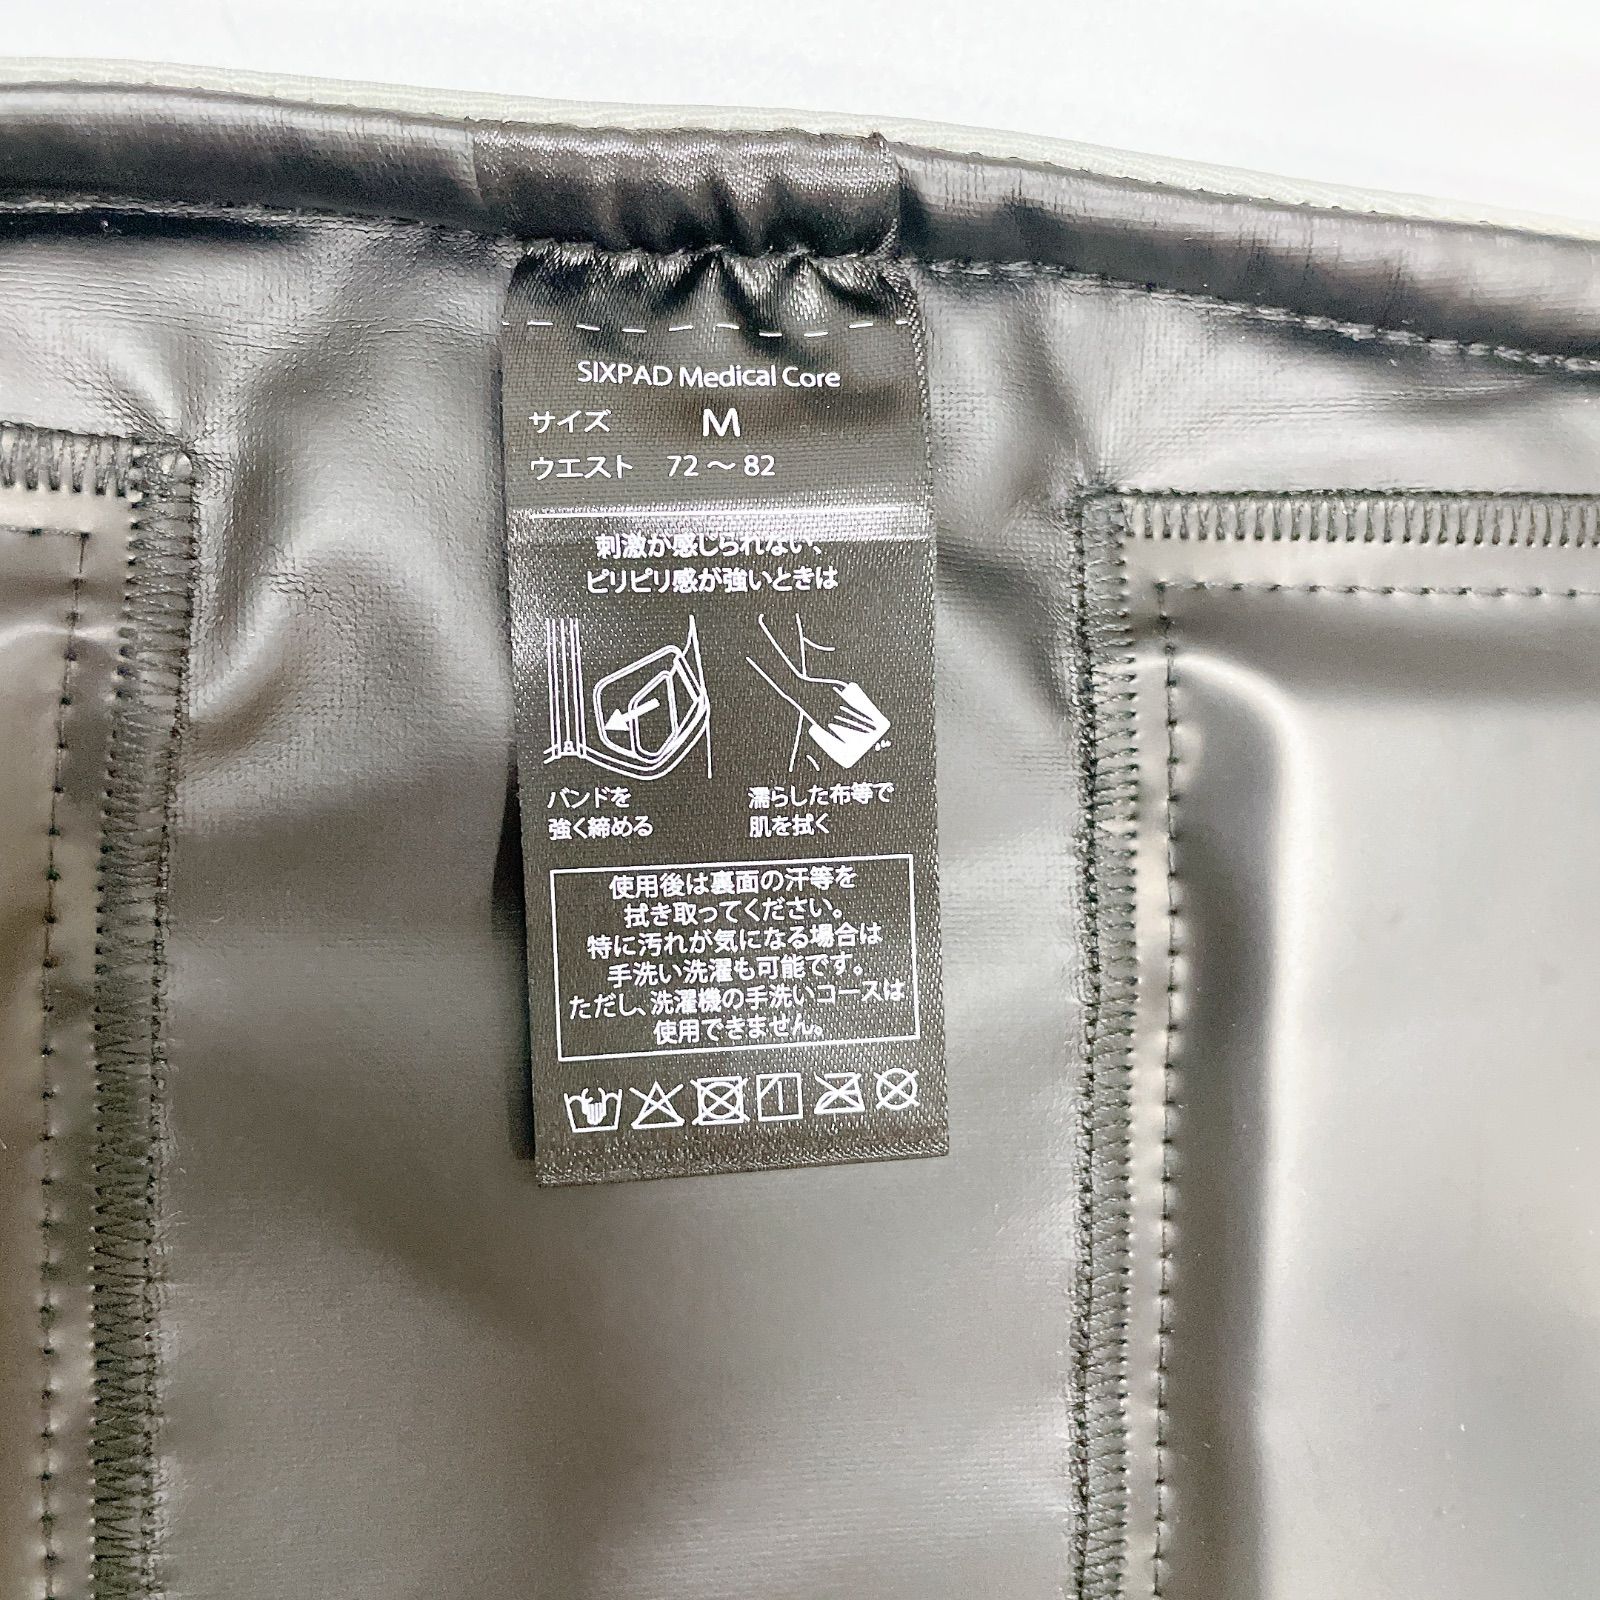 SIXPAD Medical Core
サイズ M
ウエスト 72～82
刺激が感じられない、
ピリピリ感が強いときは
バンドを
強く締める
濡らした布等で
肌を拭く
使用後は裏面の汗等を
拭き取ってください。
特に汚れが気になる場合は
手洗い洗濯も可能です。
ただし、洗濯機の手洗いコースは
使用できません。